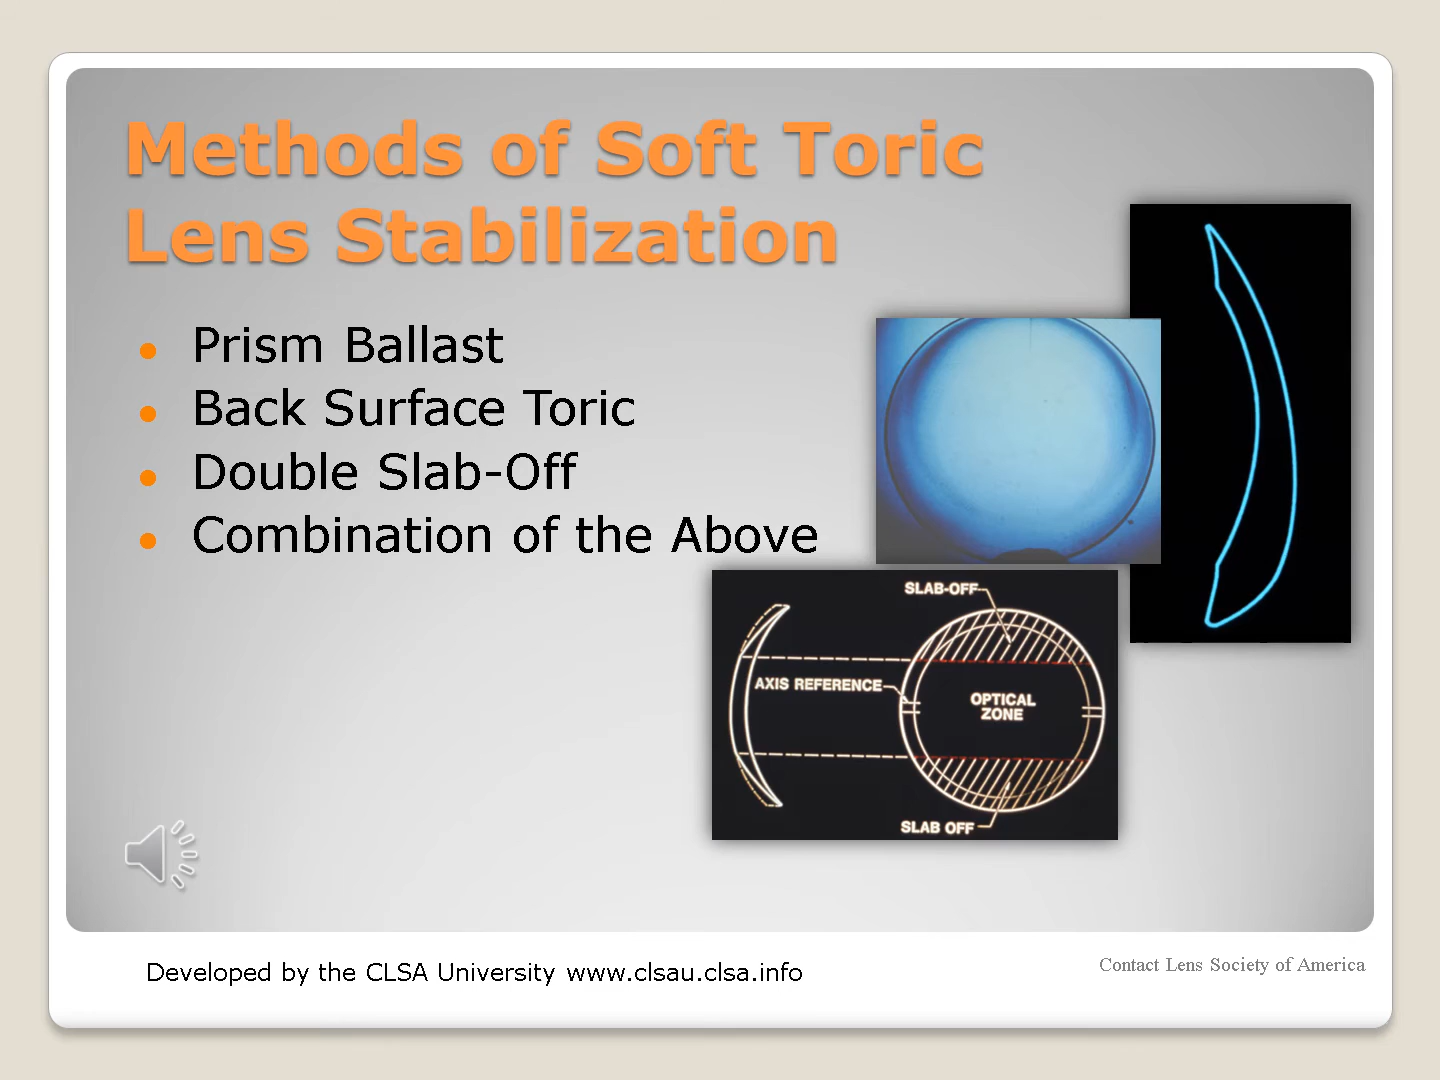 Methods of Soft Toric
Lens Stabilization
Prism Ballast
Back Surface Toric
Double Slab-Off
Combination of the Above
SLAB-OFF
AXIS REFERENCE
OPTICAL
ZONE
SLAB OFF
Developed by the CLSA University www.clsau.clsa.info
Contact Lens Society of America